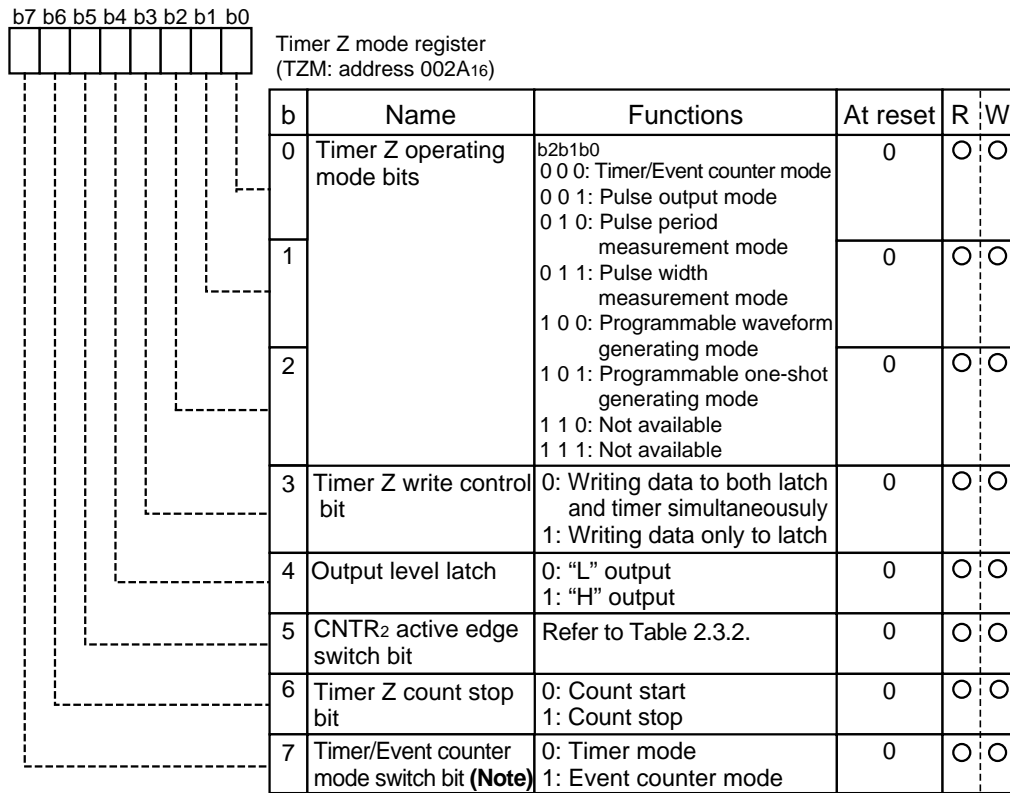 b7 b6 b5 b4 b3 b2 b1 b0
Timer Z mode register
(TZM: address 002A16)
b Name Functions At reset R W
0 Timer Z operating mode bits b2b1b0 0 O O
0 0 0: Timer/Event counter mode
0 0 1: Pulse output mode
0 1 0: Pulse period
measurement mode
1 0 O O
0 1 1: Pulse width
measurement mode
1 0 0: Programmable waveform
generating mode
2 0 O O
1 0 1: Programmable one-shot
generating mode
1 1 0: Not available
1 1 1: Not available
3 Timer Z write control 0: Writing data to both latch 0 O O
bit and timer simultaneousuly
1: Writing data only to latch
4 Output level latch 0: “L” output 0 O O
1: “H” output
5 CNTR2 active edge Refer to Table 2.3.2. 0 O O
switch bit
6 Timer Z count stop 0: Count start 0 O O
bit 1: Count stop
7 Timer/Event counter 0: Timer mode 0 O O
mode switch bit (Note) 1: Event counter mode